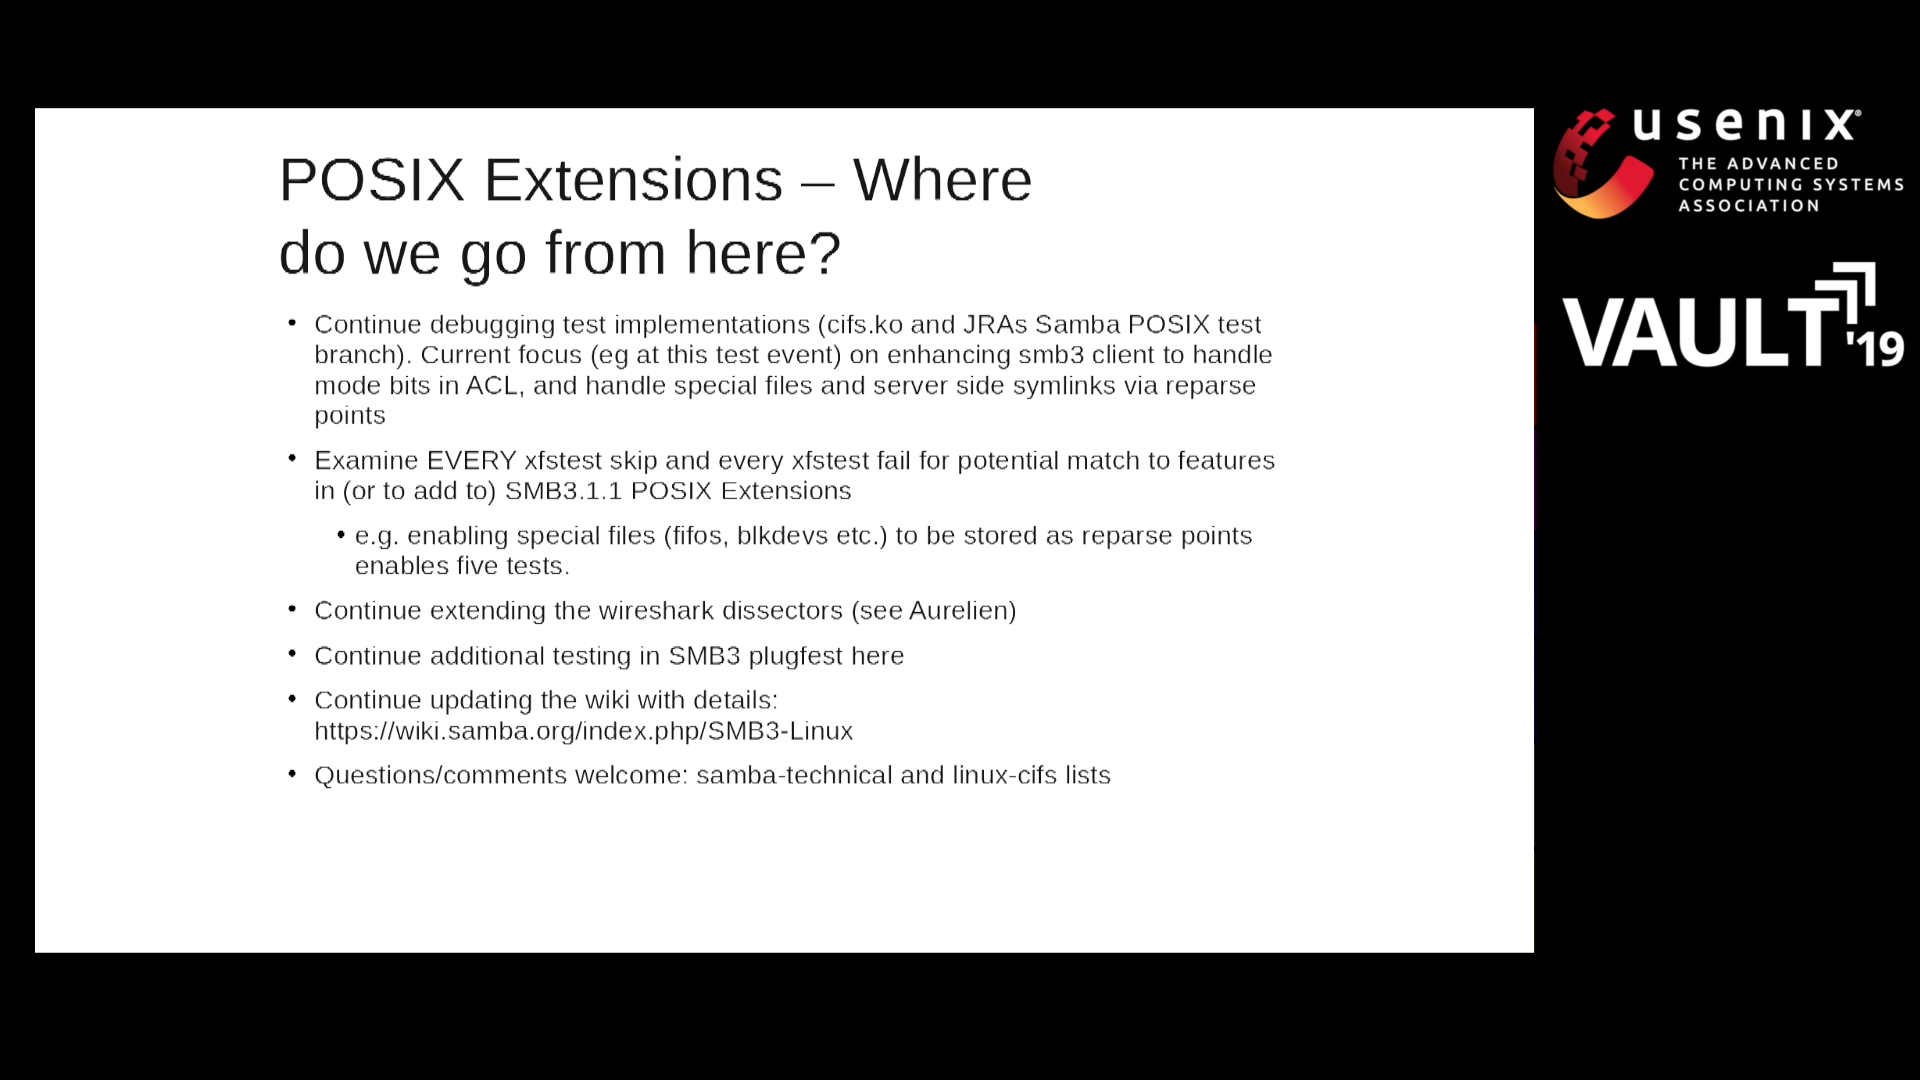 POSIX Extensions – Where
do we go from here?
• Continue debugging test implementations (cifs.ko and JRAs Samba POSIX test
branch). Current focus (eg at this test event) on enhancing smb3 client to handle
mode bits in ACL, and handle special files and server side symlinks via reparse
points
• Examine EVERY xfstest skip and every xfstest fail for potential match to features
in (or to add to) SMB3.1.1 POSIX Extensions
• e.g. enabling special files (fifos, blkdevs etc.) to be stored as reparse points
enables five tests.
• Continue extending the wireshark dissectors (see Aurelien)
• Continue additional testing in SMB3 plugfest here
• Continue updating the wiki with details:
https://wiki.samba.org/index.php/SMB3-Linux
• Questions/comments welcome: samba-technical and linux-cifs lists
usenix®
THE ADVANCED
COMPUTING SYSTEMS
ASSOCIATION
VAULT '19